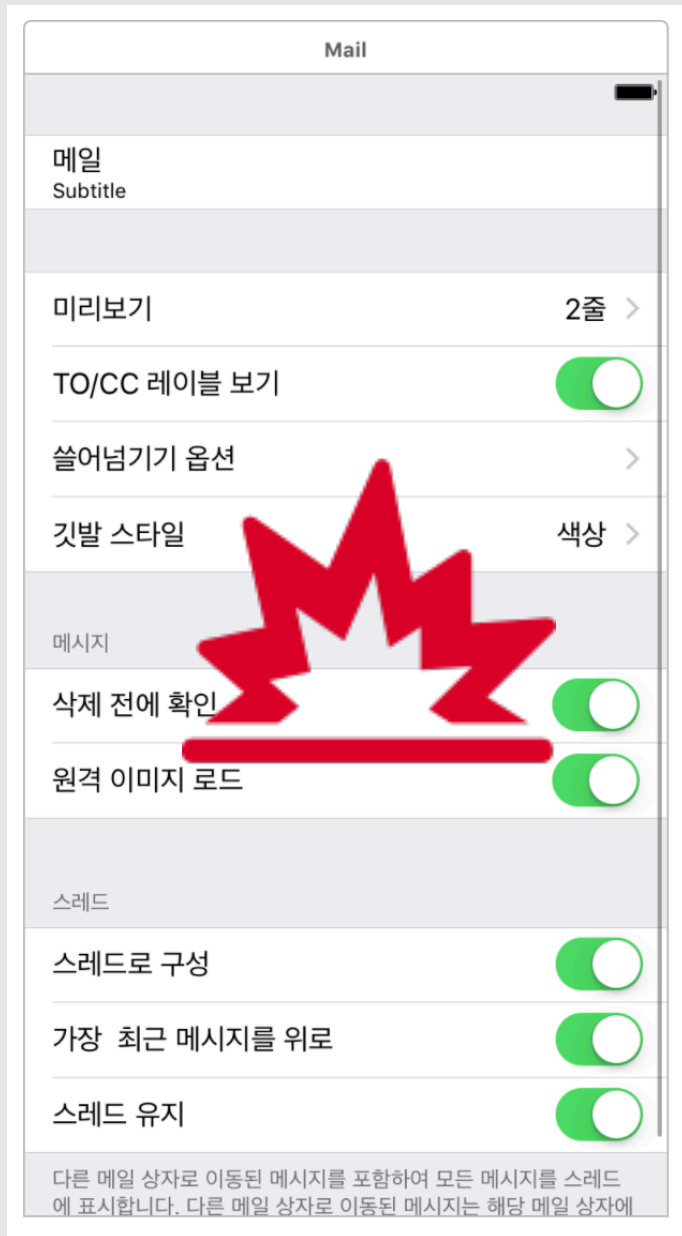 Mail
메일
Subtitle
미리보기 2줄
TO/CC 레이블 보기
쓸어넘기기 옵션
깃발 스타일 색상
메시지
삭제 전에 확인
원격 이미지 로드
스레드
스레드로 구성
가장 최근 메시지를 위로
스레드 유지
다른 메일 상자로 이동된 메시지를 포함하여 모든 메시지를 스레드
에 표시합니다. 다른 메일 상자로 이동된 메시지는 해당 메일 상자에